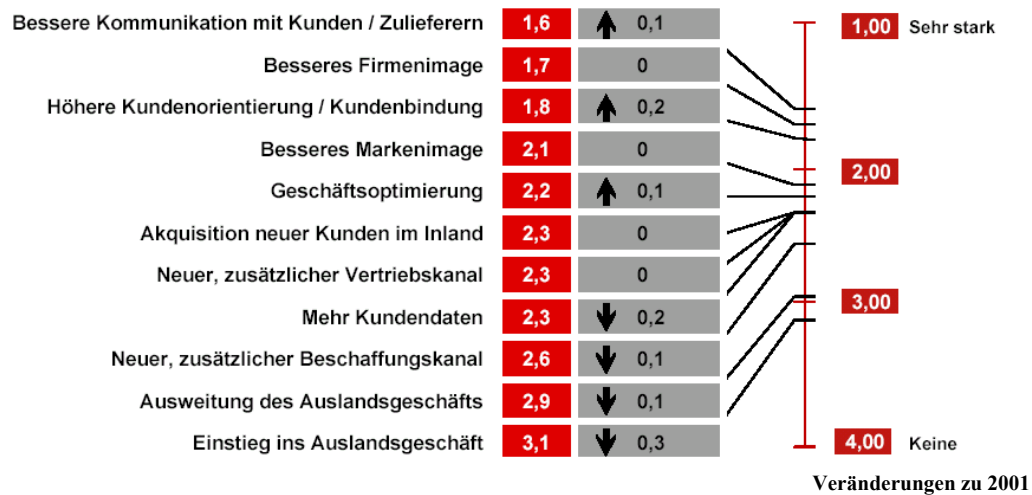 Bessere Kommunikation mit Kunden / Zulieferern 1,6 0,1 1,00 Sehr stark
Besseres Firmenimage 1,7 0
Höhere Kundenorientierung / Kundenbindung 1,8 0,2
Besseres Markenimage 2,1 0 2,00
Geschäftsoptimierung 2,2 0,1
Akquisition neuer Kunden im Inland 2,3 0
Neuer, zusätzlicher Vertriebskanal 2,3 0
3,00
Mehr Kundendaten 2,3 0,2
Neuer, zusätzlicher Beschaffungskanal 2,6 0,1
Ausweitung des Auslandsgeschäfts 2,9 0,1
Einstieg ins Auslandsgeschäft 3,1 0,3 4,00 Keine
Veränderungen zu 2001